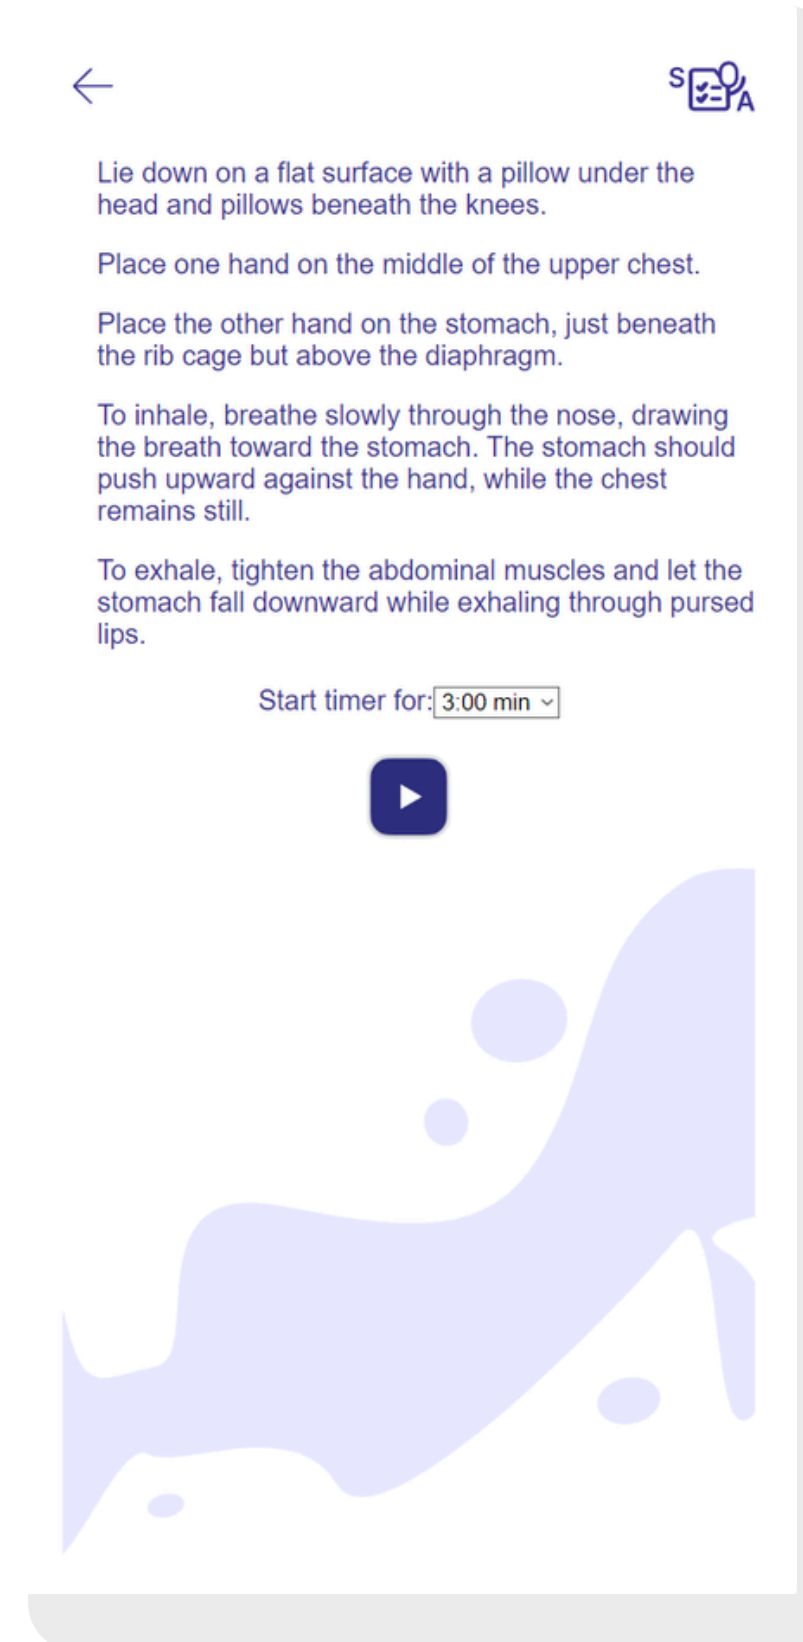 S A
Lie down on a flat surface with a pillow under the
head and pillows beneath the knees.
Place one hand on the middle of the upper chest.
Place the other hand on the stomach, just beneath
the rib cage but above the diaphragm.
To inhale, breathe slowly through the nose, drawing
the breath toward the stomach. The stomach should
push upward against the hand, while the chest
remains still.
To exhale, tighten the abdominal muscles and let the
stomach fall downward while exhaling through pursed
lips.
Start timer for: 3:00 min